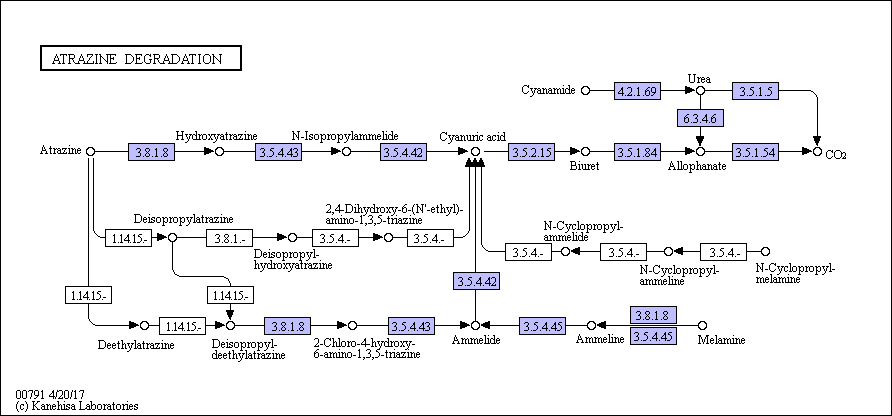 ATRAZINE DEGRADATION
Cyanamide
4.2.1.69
Urea
3.5.1.5
6.3.4.6
Atrazine
3.8.1.8
Hydroxyatrazine
3.5.4.43
N-Isopropylammelide
3.5.4.42
Cyanuric acid
3.5.2.15
Biuret
3.5.1.84
Allophanate
3.5.1.54
CO2
1.14.15.-
Deisopropylatrazine
3.8.1.-
Deisopropyl-
hydroxyatrazine
3.5.4.-
2,4-Dihydroxy-6-(N'-ethyl)-
amino-1,3,5-triazine
3.5.4.-
3.5.4.-
N-Cyclopropyl-
ammelide
3.5.4.-
N-Cyclopropyl-
ammeline
3.5.4.-
N-Cyclopropyl-
melamine
1.14.15.-
1.14.15.-
3.5.4.42
Deethylatrazine
1.14.15.-
Deisopropyl-
deethylatrazine
3.8.1.8
2-Chloro-4-hydroxy-
6-amino-1,3,5-triazine
3.5.4.43
Ammelide
3.5.4.45
Ammeline
3.8.1.8
3.5.4.45
Melamine
00791 4/20/17
(c) Kanehisa Laboratories